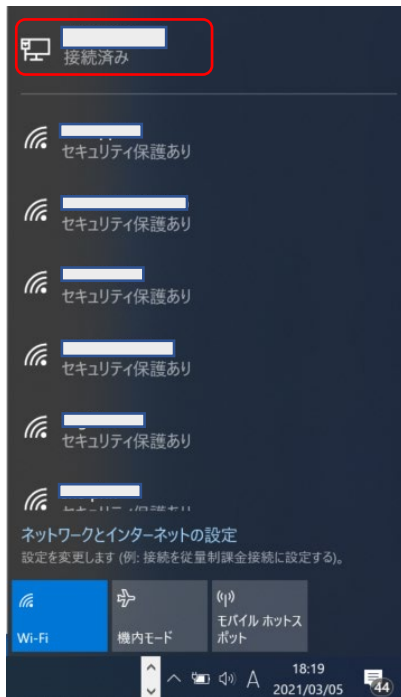 接続済み
セキュリティ保護あり
セキュリティ保護あり
セキュリティ保護あり
セキュリティ保護あり
セキュリティ保護あり
ネットワークとインターネットの設定
設定を変更します (例: 接続を従量制課金接続に設定する)。
Wi-Fi
機内モード
モバイル ホットス
ポット
A
18:19
2021/03/05
44